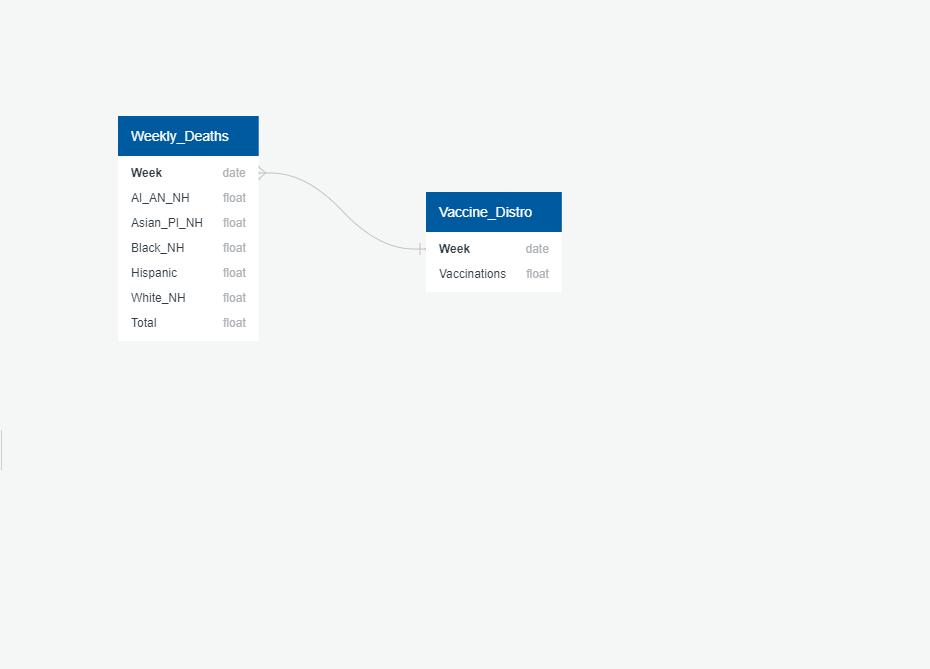 Weekly_Deaths
Week date
AI_AN_NH float
Asian_PI_NH float
Black_NH float
Hispanic float
White_NH float
Total float
Vaccine_Distro
Week date
Vaccinations float